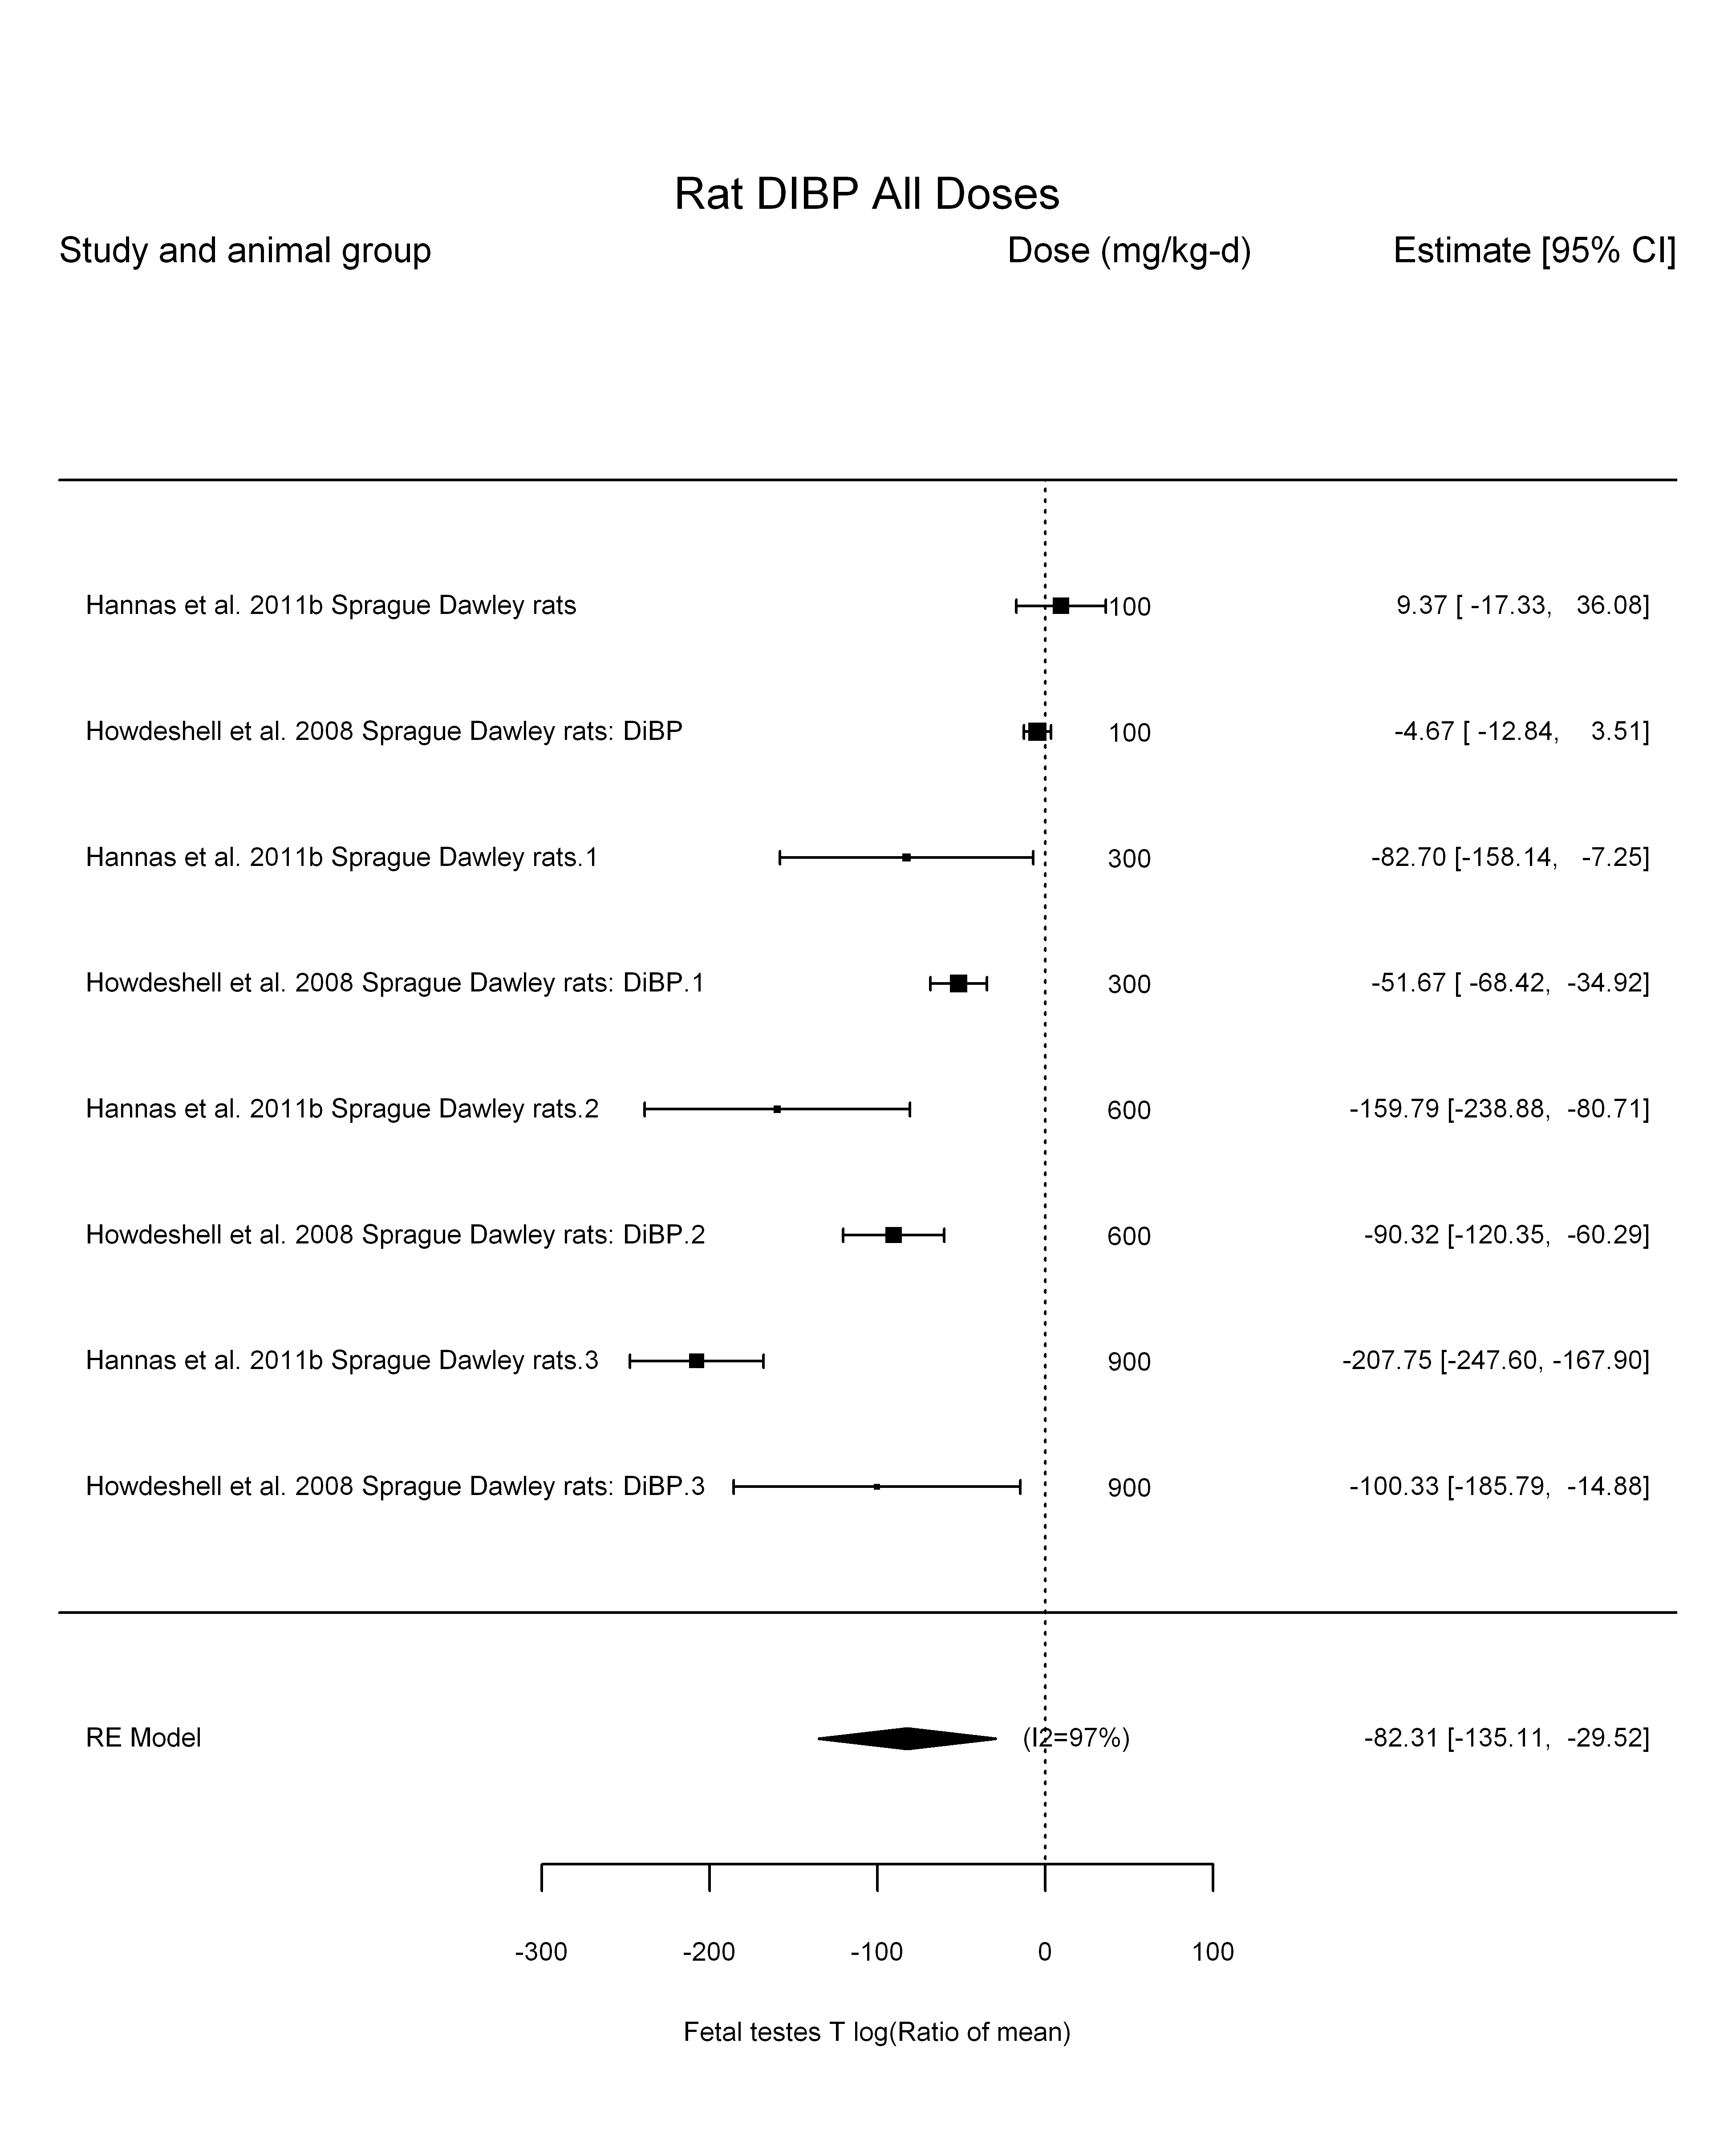 Rat DIBP All Doses
Study and animal group Dose (mg/kg-d) Estimate [95% CI]
Hannas et al. 2011b Sprague Dawley rats 100 9.37 [ -17.33, 36.08]
Howdeshell et al. 2008 Sprague Dawley rats: DiBP 100 -4.67 [ -12.84, 3.51]
Hannas et al. 2011b Sprague Dawley rats.1 300 -82.70 [-158.14, -7.25]
Howdeshell et al. 2008 Sprague Dawley rats: DiBP.1 300 -51.67 [ -68.42, -34.92]
Hannas et al. 2011b Sprague Dawley rats.2 600 -159.79 [-238.88, -80.71]
Howdeshell et al. 2008 Sprague Dawley rats: DiBP.2 600 -90.32 [-120.35, -60.29]
Hannas et al. 2011b Sprague Dawley rats.3 900 -207.75 [-247.60, -167.90]
Howdeshell et al. 2008 Sprague Dawley rats: DiBP.3 900 -100.33 [-185.79, -14.88]
RE Model (I2=97%) -82.31 [-135.11, -29.52]
-300 -200 -100 0 100
Fetal testes T log(Ratio of mean)